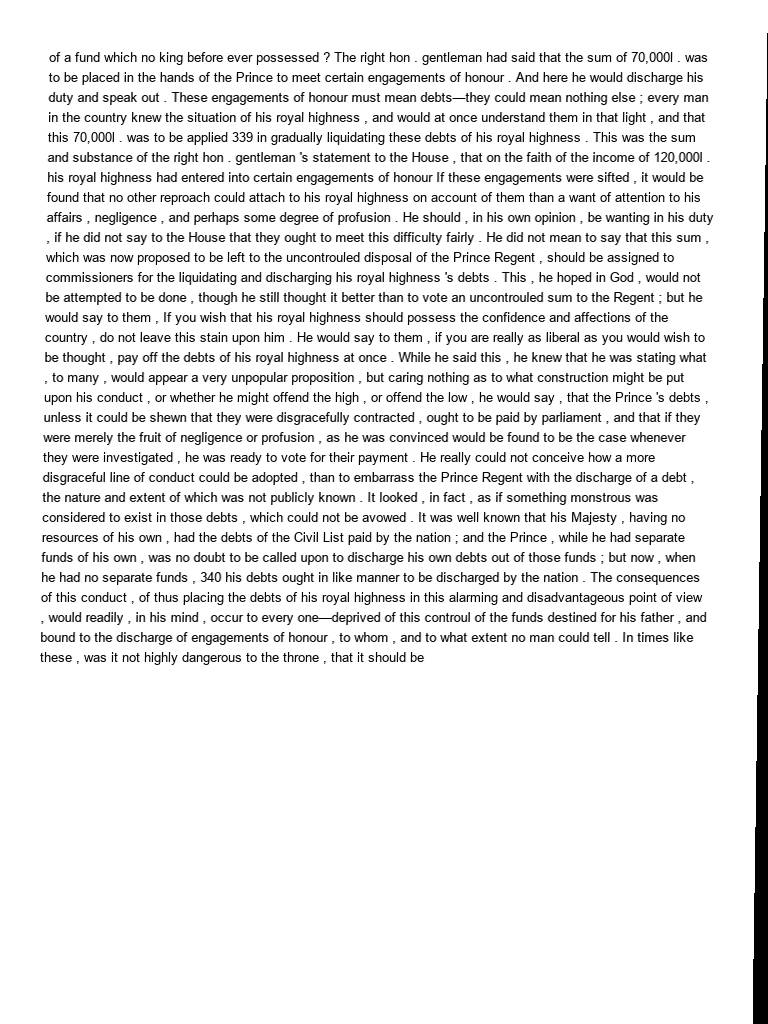 of a fund which no king before ever possessed ? The right hon . gentleman had said that the sum of 70,000l . was
to be placed in the hands of the Prince to meet certain engagements of honour . And here he would discharge his
duty and speak out . These engagements of honour must mean debts—they could mean nothing else ; every man
in the country knew the situation of his royal highness , and would at once understand them in that light , and that
this 70,000l . was to be applied 339 in gradually liquidating these debts of his royal highness . This was the sum
and substance of the right hon . gentleman 's statement to the House , that on the faith of the income of 120,000l .
his royal highness had entered into certain engagements of honour If these engagements were sifted , it would be
found that no other reproach could attach to his royal highness on account of them than a want of attention to his
affairs , negligence , and perhaps some degree of profusion . He should , in his own opinion , be wanting in his duty
, if he did not say to the House that they ought to meet this difficulty fairly . He did not mean to say that this sum ,
which was now proposed to be left to the uncontrouled disposal of the Prince Regent , should be assigned to
commissioners for the liquidating and discharging his royal highness 's debts . This , he hoped in God , would not
be attempted to be done , though he still thought it better than to vote an uncontrouled sum to the Regent ; but he
would say to them , If you wish that his royal highness should possess the confidence and affections of the
country , do not leave this stain upon him . He would say to them , if you are really as liberal as you would wish to
be thought , pay off the debts of his royal highness at once . While he said this , he knew that he was stating what
, to many , would appear a very unpopular proposition , but caring nothing as to what construction might be put
upon his conduct , or whether he might offend the high , or offend the low , he would say , that the Prince 's debts ,
unless it could be shewn that they were disgracefully contracted , ought to be paid by parliament , and that if they
were merely the fruit of negligence or profusion , as he was convinced would be found to be the case whenever
they were investigated , he was ready to vote for their payment . He really could not conceive how a more
disgraceful line of conduct could be adopted , than to embarrass the Prince Regent with the discharge of a debt ,
the nature and extent of which was not publicly known . It looked , in fact , as if something monstrous was
considered to exist in those debts , which could not be avowed . It was well known that his Majesty , having no
resources of his own , had the debts of the Civil List paid by the nation ; and the Prince , while he had separate
funds of his own , was no doubt to be called upon to discharge his own debts out of those funds ; but now , when
he had no separate funds , 340 his debts ought in like manner to be discharged by the nation . The consequences
of this conduct , of thus placing the debts of his royal highness in this alarming and disadvantageous point of view
, would readily , in his mind , occur to every one—deprived of this controul of the funds destined for his father , and
bound to the discharge of engagements of honour , to whom , and to what extent no man could tell . In times like
these , was it not highly dangerous to the throne , that it should be